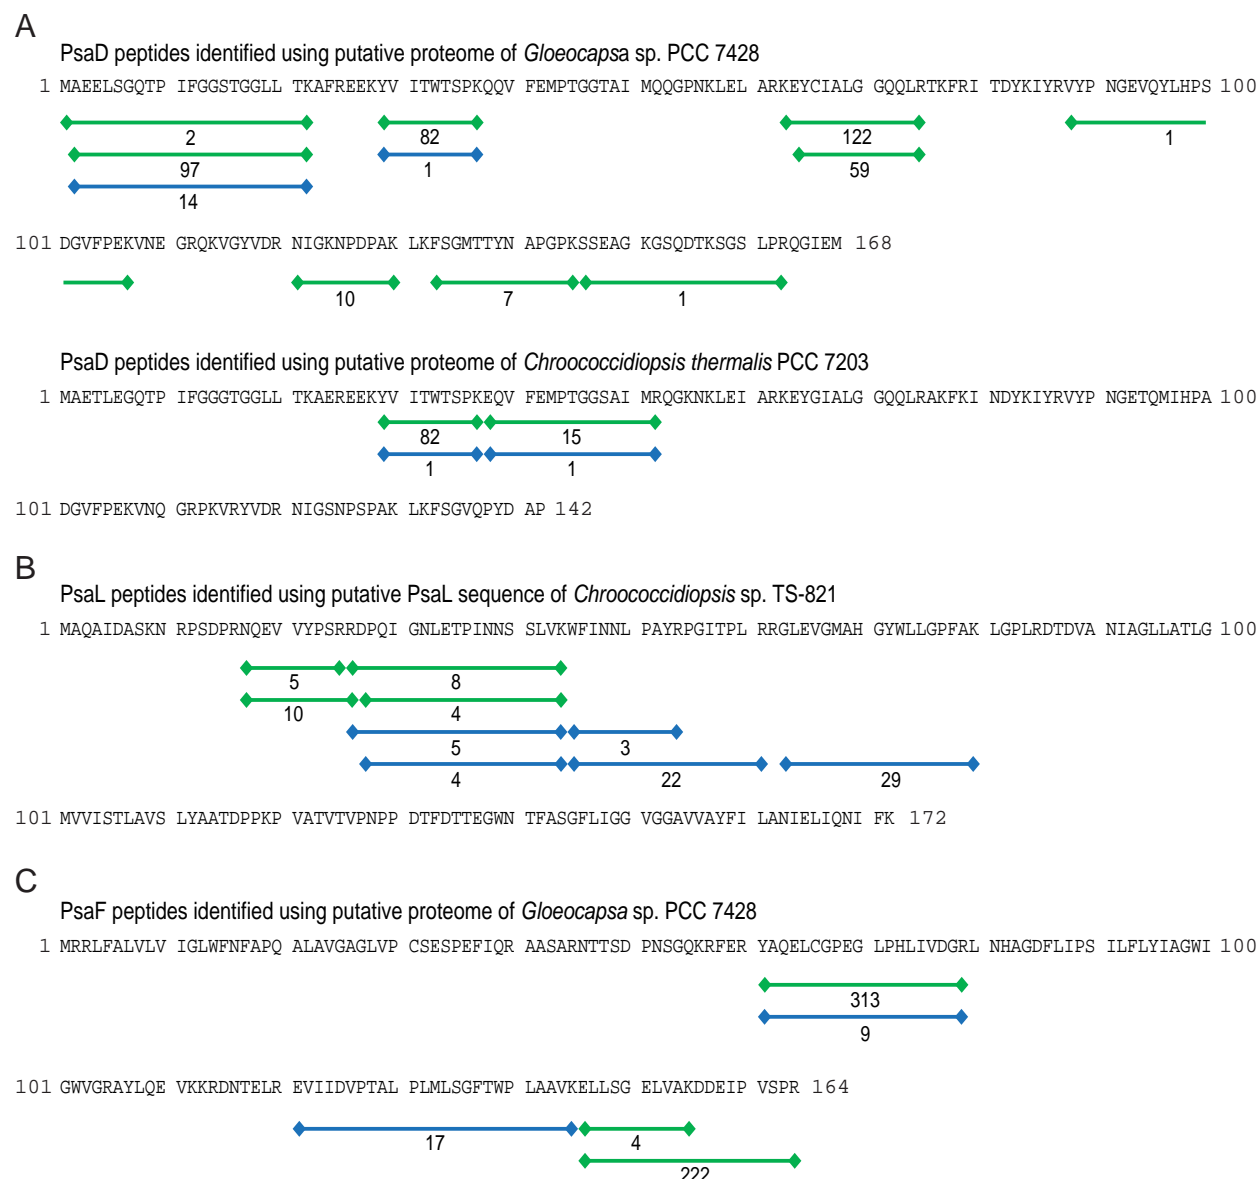 A
PsaD peptides identified using putative proteome of Gloeocapsa sp. PCC 7428
1 MAEELSGQTP IFGGSTGGLL TKAFREEKYV ITWTSPKQQV FEMPTGGTAI MQQGPNKLEL ARKEYCIALG GQQLRTKFRI TDYKIYRVYP NGEVQYLHPS 100
2 82 122 1
97 1 59
14
101 DGVFPEKVNE GRQKVGYVDR NIGKNPDPAK LKFSGMTTYN APGPKSSEAG KGSQDTKSGS LPRQGIEM 168
10 7 1
PsaD peptides identified using putative proteome of Chroococcidiopsis thermalis PCC 7203
1 MAETLEGQTP IFGGGTGGLL TKAEREEKYV ITWTSPKEQV FEMPTGGSAI MRQGKNKLEI ARKEYGIALG GQQLRAKFKI NDYKIYRVYP NGETQMIHPA 100
82 15
1 1
101 DGVFPEKVNQ GRPKVRYVDR NIGSNPSPAK LKFSGVQPYD AP 142
B
PsaL peptides identified using putative PsaL sequence of Chroococcidiopsis sp. TS-821
1 MAQAIDASKN RPSDPRNQEV VYPSRRDPQI GNLETPINNS SLVKWFINNL PAYRPGITPL RRGLEVGMAH GYWLLGPFAK LGPLRDTDVA NIAGLLATLG 100
5 8
10 4
5 3
4 22 29
101 MVVISTLAVS LYAATDPPKP VATVTVPNPP DTFDTTEGWN TFASGFLIGG VGGAVVAYFI LANIELIQNI FK 172
C
PsaF peptides identified using putative proteome of Gloeocapsa sp. PCC 7428
1 MRRLFALVLV IGLWFNFAPQ ALAVGAGLVP CSESPEFIQR AASARNTTSD PNSGQKRFER YAQELCGPEG LPHLIVDGRL NHAGDFLIPS ILFLYIAGWI 100
313
9
101 GWVGRAYLQE VKKRDNTELR EVIIDVPTAL PLMLSGFTWP LAAVKELLSG ELVAKDDEIP VSPR 164
17 4
222